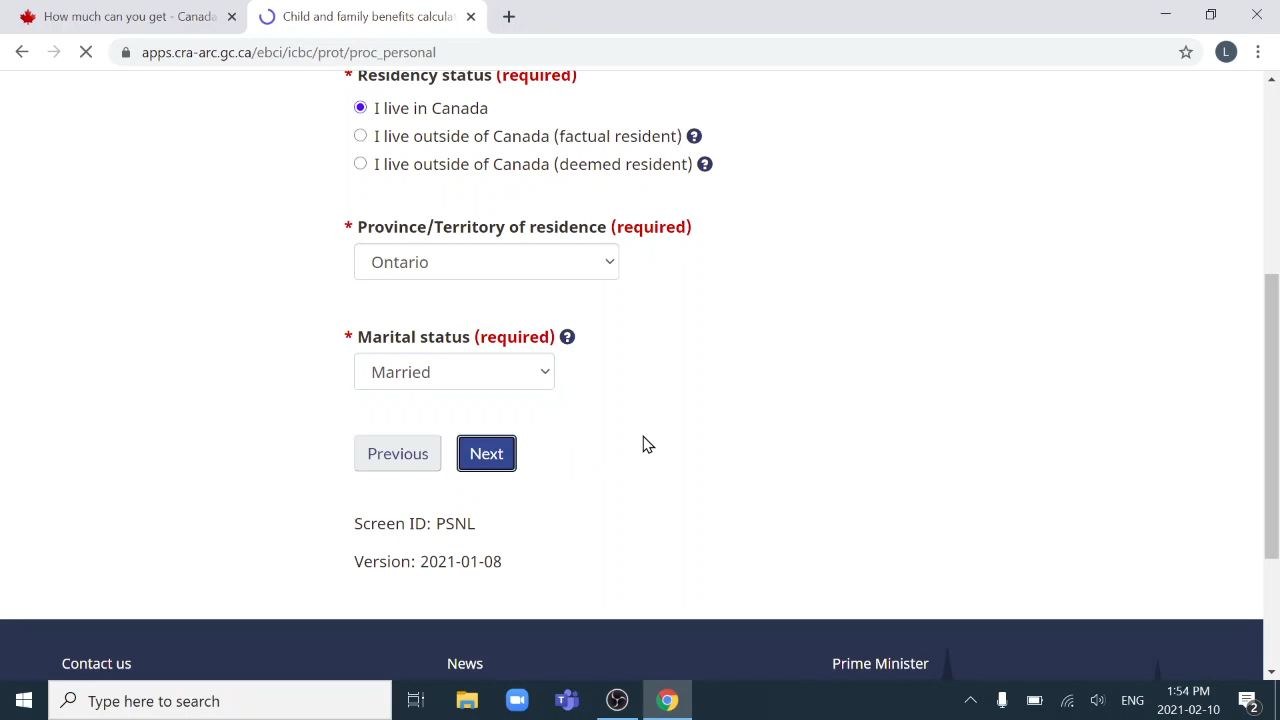 How much can you get - Canada
Child and family benefits calculat
apps.cra-arc.gc.ca/ebci/icbc/prot/proc_personal
L
* Residency status (required)
I live in Canada
I live outside of Canada (factual resident) ?
I live outside of Canada (deemed resident) ?
* Province/Territory of residence (required)
Ontario
* Marital status (required) ?
Married
Previous Next
Screen ID: PSNL
Version: 2021-01-08
Contact us News Prime Minister
Type here to search
ENG
1:54 PM
2021-02-10
2